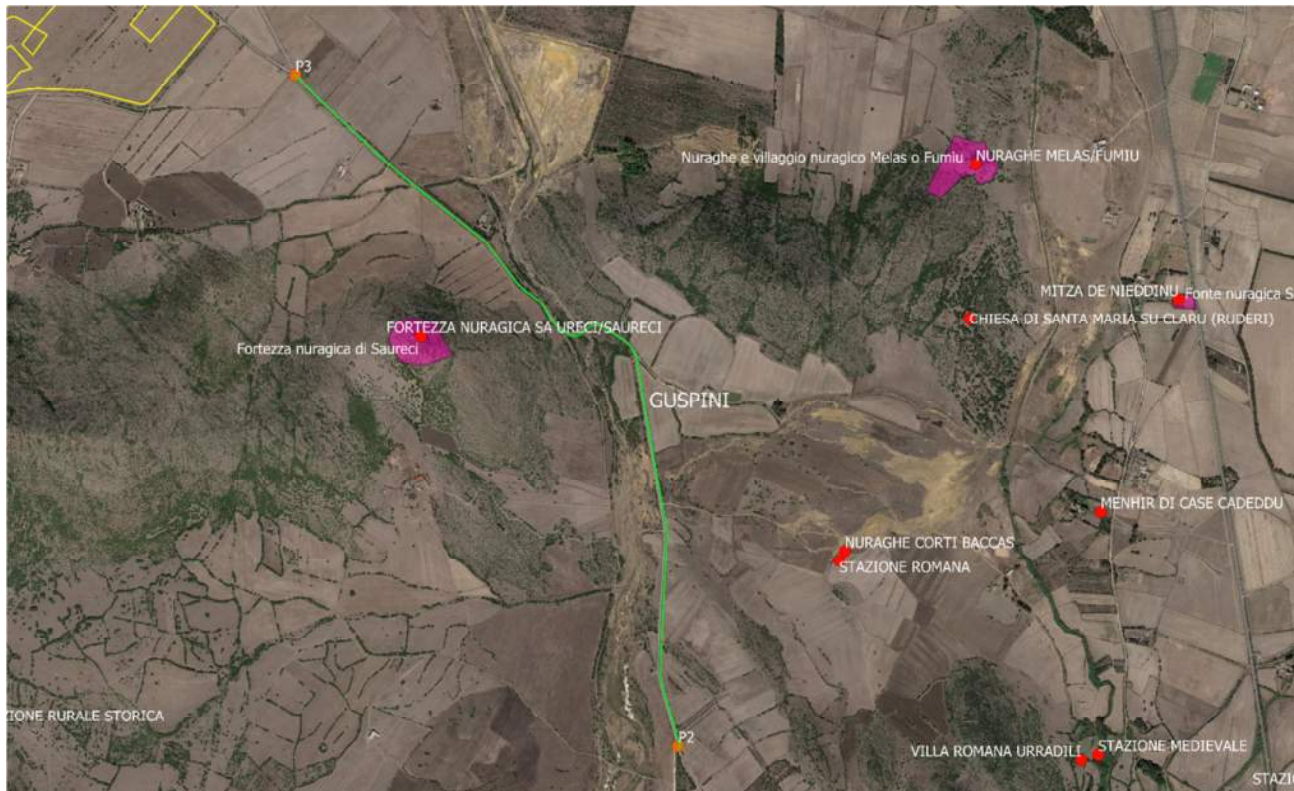 P3
Nuraghe e villaggio nuragico Melas o Fumiu
NURAGHE MELAS/FUMIU
MITZA DE NIEDDINU
Fonte nuragica S
CHIESA DI SANTA MARIA SU CLARU (RUDERI)
FORTEZZA NURAGICA SA URECI/SAURECI
Fortezza nuragica di Saureci
GUSPINI
MENHIR DI CASE CADEDDU
NURAGHE CORTI BACCAS
STAZIONE ROMANA
ZIONE RURALE STORICA
P2
VILLA ROMANA URRADILI
STAZIONE MEDIEVALE
STAZI